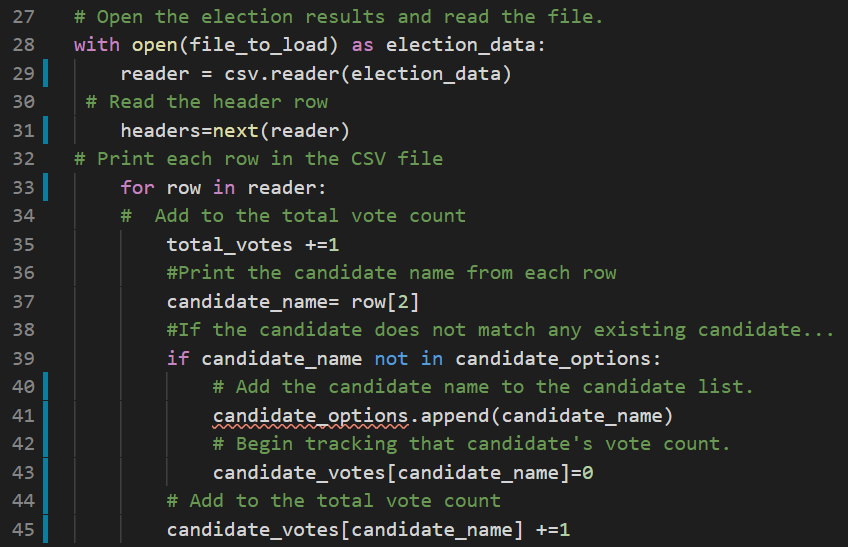 27 # Open the election results and read the file.
28 with open(file_to_load) as election_data:
29     reader = csv.reader(election_data)
30  # Read the header row
31     headers=next(reader)
32 # Print each row in the CSV file
33     for row in reader:
34     #  Add to the total vote count
35         total_votes +=1
36         #Print the candidate name from each row
37         candidate_name= row[2]
38         #If the candidate does not match any existing candidate...
39         if candidate_name not in candidate_options:
40             # Add the candidate name to the candidate list.
41             candidate_options.append(candidate_name)
42             # Begin tracking that candidate's vote count.
43             candidate_votes[candidate_name]=0
44         # Add to the total vote count
45         candidate_votes[candidate_name] +=1